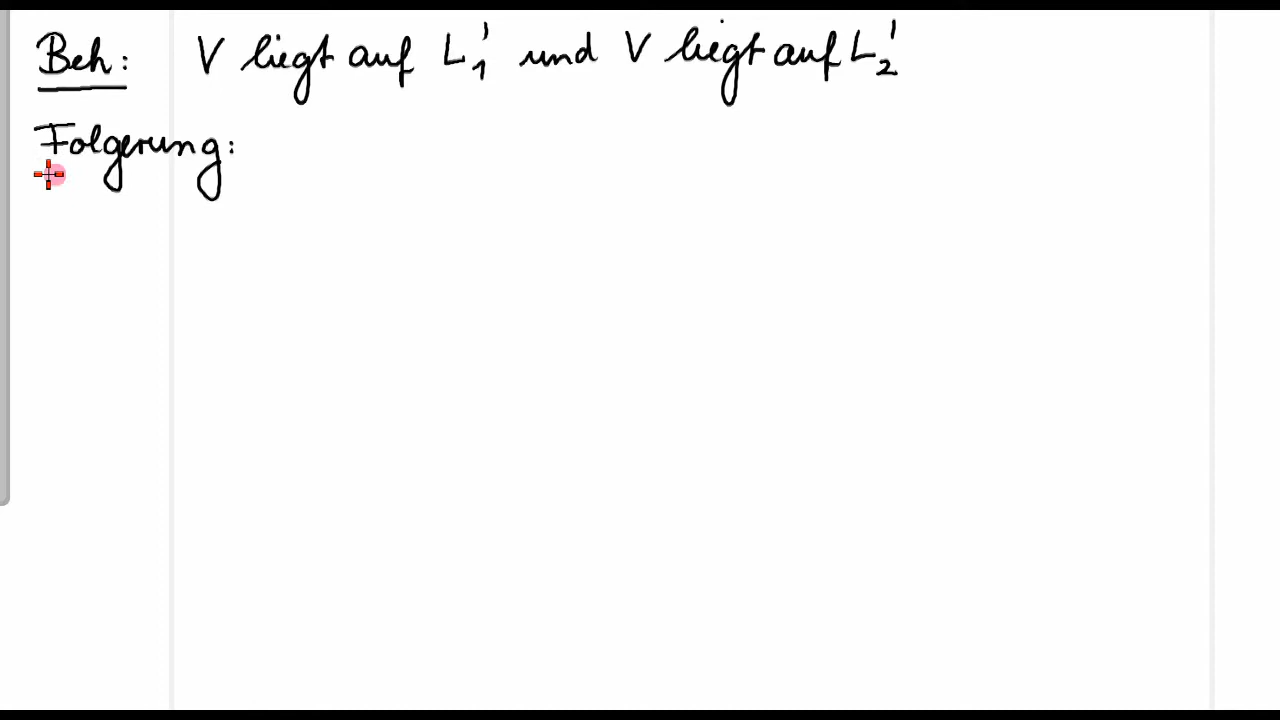 Beh: V liegt auf L₁' und V liegt auf L₂'
Folgerung: